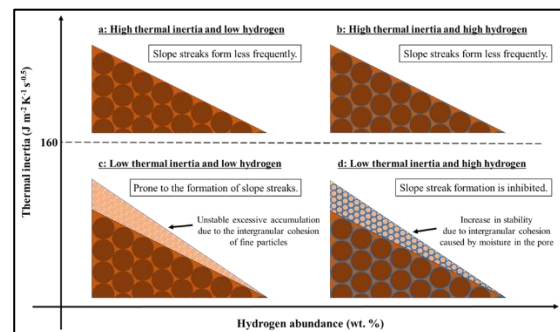 a: High thermal inertia and low hydrogen
Slope streaks form less frequently.
b: High thermal inertia and high hydrogen
Slope streaks form less frequently.
Thermal inertia (J m-2 K-1 s-0.5)
160
c: Low thermal inertia and low hydrogen
Prone to the formation of slope streaks.
Unstable excessive accumulation
due to the intergranular cohesion
of fine particles
d: Low thermal inertia and high hydrogen
Slope streak formation is inhibited.
Increase in stability
due to intergranular cohesion
caused by moisture in the pore
Hydrogen abundance (wt. %)